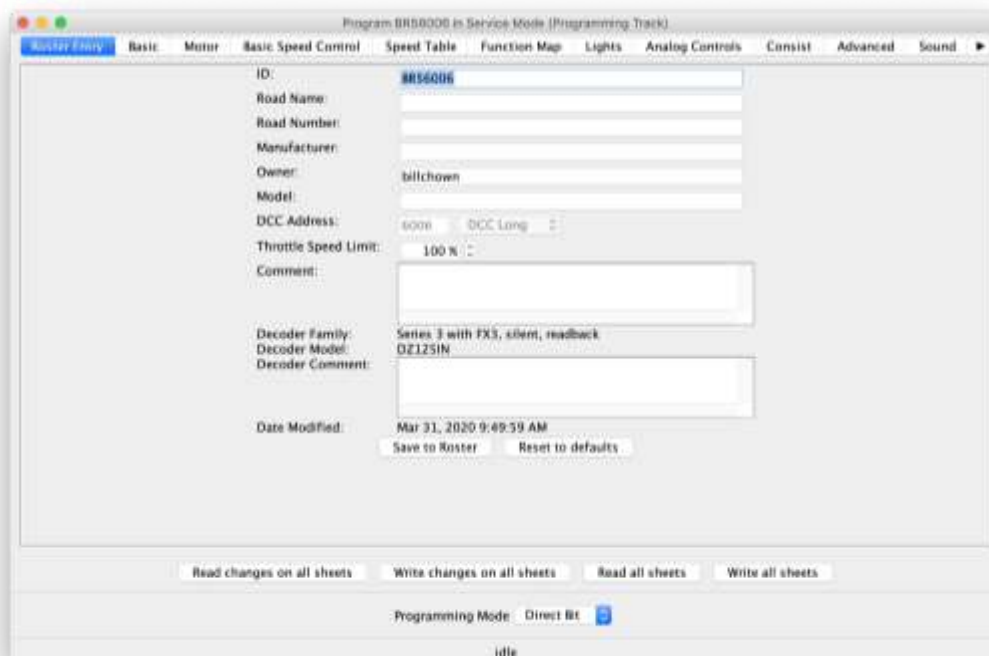 Program BR56006 in Service Mode (Programming Track)
Roster Entry Basic Motor Basic Speed Control Speed Table Function Map Lights Analog Controls Consist Advanced Sound
ID: BR56006
Road Name:
Road Number:
Manufacturer:
Owner: billchown
Model:
DCC Address: 6006 DCC Long
Throttle Speed Limit: 100 %
Comment:
Decoder Family: Series 3 with FX3, silent, readback
Decoder Model: DZ125IN
Decoder Comment:
Date Modified: Mar 31, 2020 9:49:59 AM
Save to Roster Reset to defaults
Read changes on all sheets Write changes on all sheets Read all sheets Write all sheets
Programming Mode Direct Bit
idle